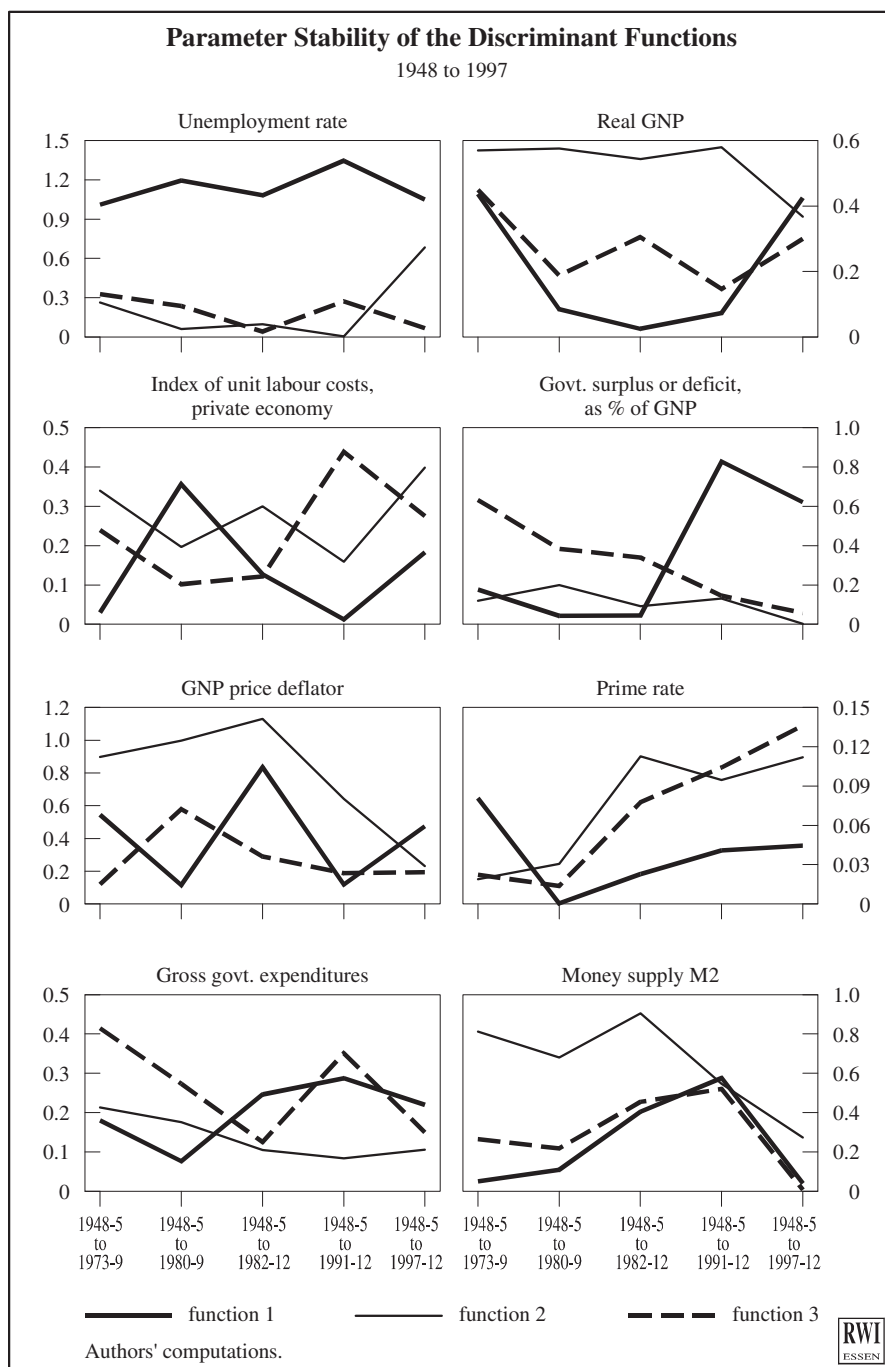 Parameter Stability of the Discriminant Functions
1948 to 1997
Unemployment rate
1.5
1.2
0.9
0.6
0.3
0
Real GNP
0.6
0.4
0.2
0
Index of unit labour costs,
private economy
0.5
0.4
0.3
0.2
0.1
0
Govt. surplus or deficit,
as % of GNP
1.0
0.8
0.6
0.4
0.2
0
GNP price deflator
1.2
1.0
0.8
0.6
0.4
0.2
0
Prime rate
0.15
0.12
0.09
0.06
0.03
0
Gross govt. expenditures
0.5
0.4
0.3
0.2
0.1
0
Money supply M2
1.0
0.8
0.6
0.4
0.2
0
1948-5 1948-5 1948-5 1948-5 1948-5 1948-5 1948-5 1948-5 1948-5 1948-5
to to to to to to to to to to
1973-9 1980-9 1982-12 1991-12 1997-12 1973-9 1980-9 1982-12 1991-12 1997-12
function 1 function 2 function 3
Authors' computations.
RWI
ESSEN